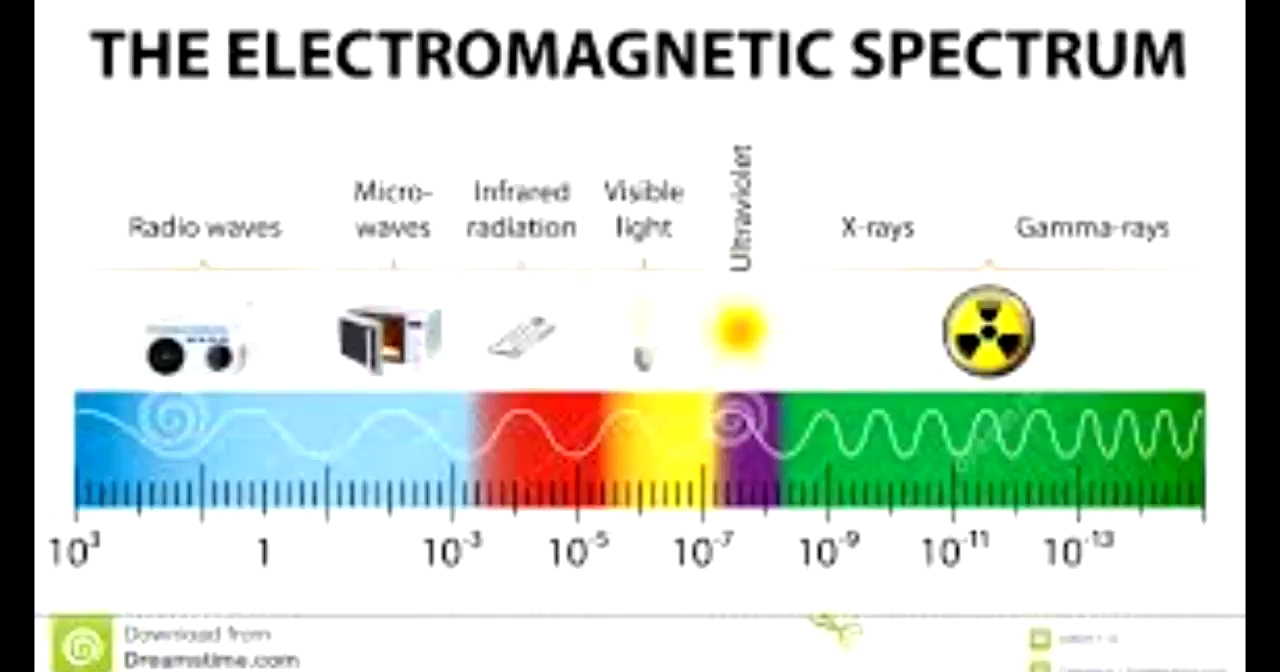 THE ELECTROMAGNETIC SPECTRUM
Radio waves
Micro-
waves
Infrared
radiation
Visible
light
Ultraviolet
X-rays
Gamma-rays
10³ 1 10⁻³ 10⁻⁵ 10⁻⁷ 10⁻⁹ 10⁻¹¹ 10⁻¹³
Download from
Dreamstime.com